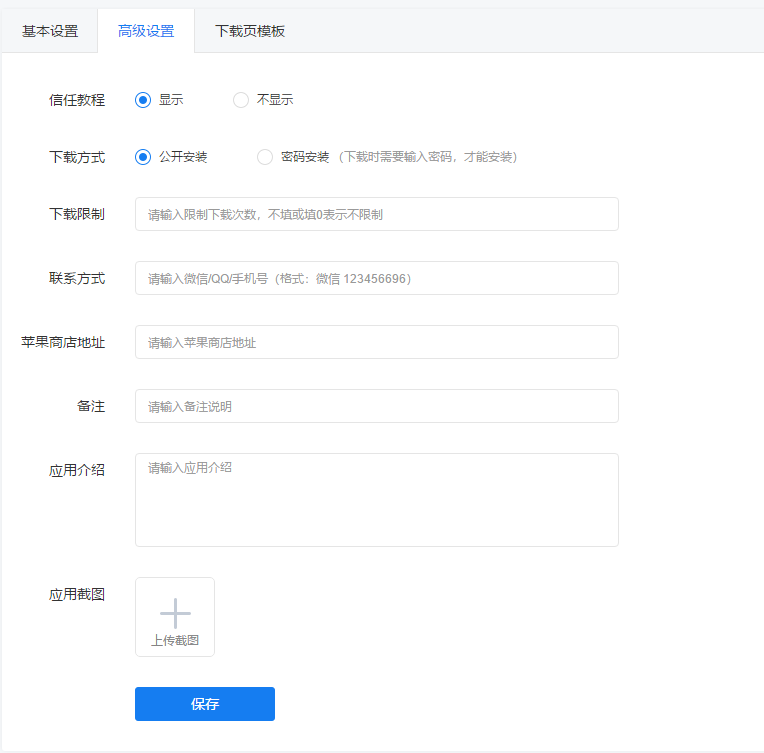 基本设置 高级设置 下载页模板
信任教程 显示 不显示
下载方式 公开安装 密码安装 (下载时需要输入密码，才能安装)
下载限制 请输入限制下载次数，不填或填0表示不限制
联系方式 请输入微信/QQ/手机号（格式：微信 123456696）
苹果商店地址 请输入苹果商店地址
备注 请输入备注说明
应用介绍 请输入应用介绍
应用截图
上传截图
保存